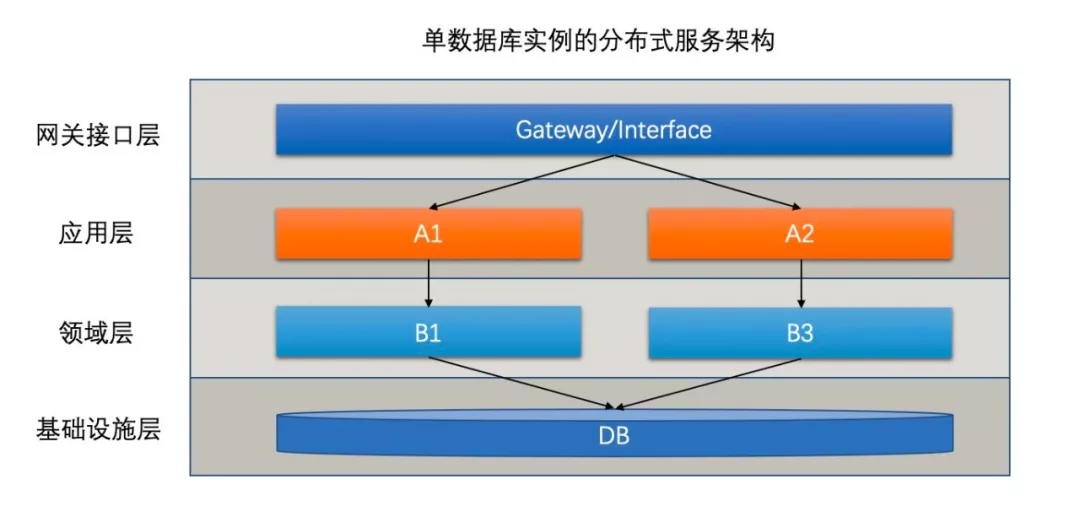 单数据库实例的分布式服务架构
网关接口层
Gateway/Interface
应用层
A1
A2
领域层
B1
B3
基础设施层
DB